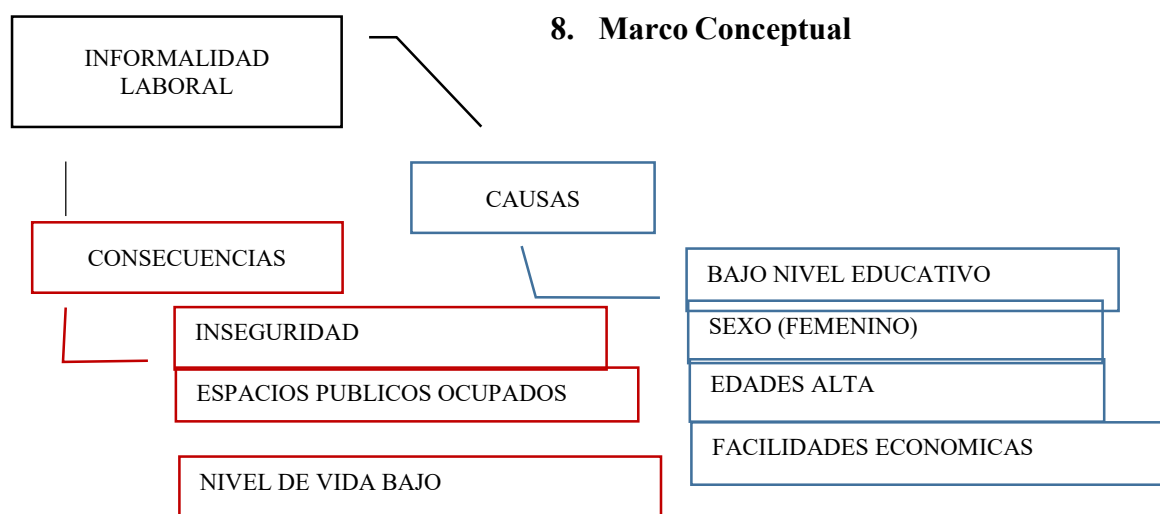 8. Marco Conceptual
INFORMALIDAD
LABORAL
CAUSAS
CONSECUENCIAS
BAJO NIVEL EDUCATIVO
SEXO (FEMENINO)
EDADES ALTA
FACILIDADES ECONOMICAS
INSEGURIDAD
ESPACIOS PUBLICOS OCUPADOS
NIVEL DE VIDA BAJO